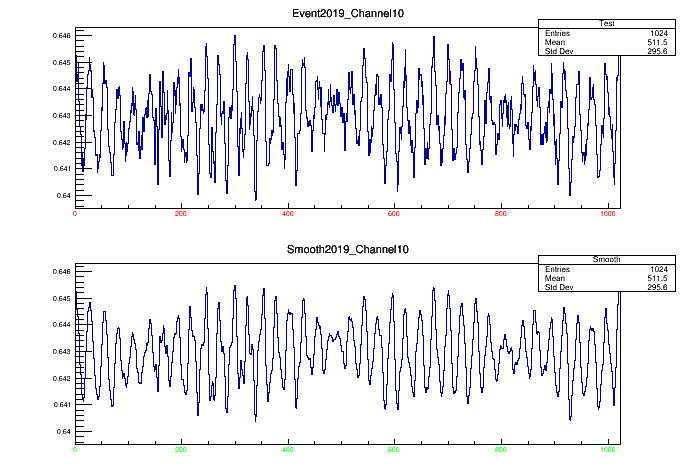 Event2019_Channel10
Test
Entries 1024
Mean 511.5
Std Dev 295.6
0.646
0.645
0.644
0.643
0.642
0.641
0.64
0 200 400 600 800 1000
Smooth2019_Channel10
Smooth
Entries 1024
Mean 511.5
Std Dev 295.6
0.646
0.645
0.644
0.643
0.642
0.641
0.64
0 200 400 600 800 1000